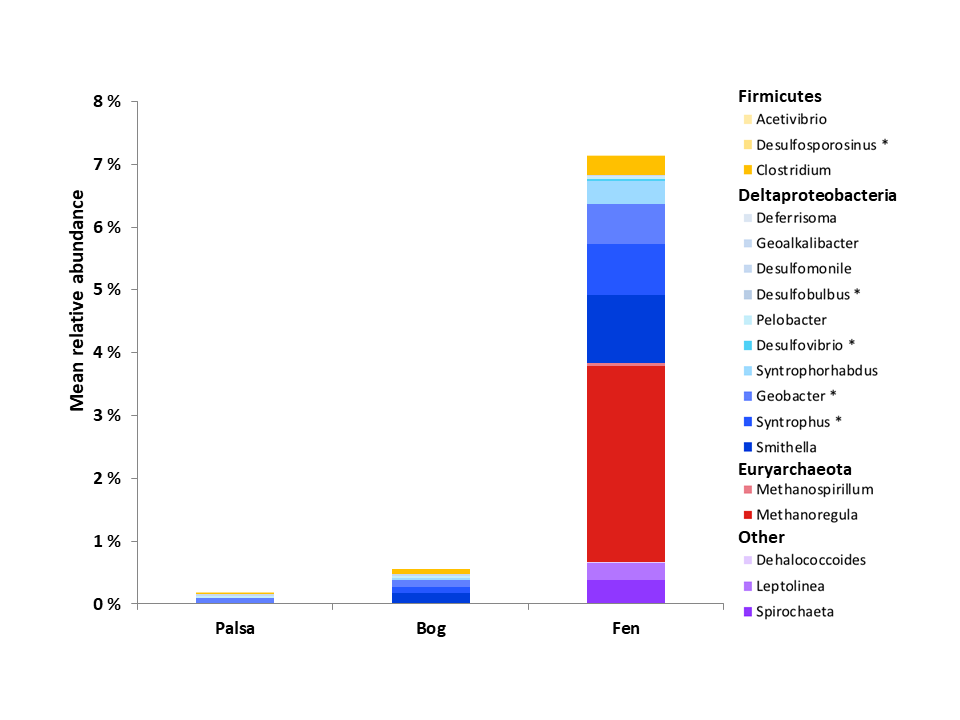 8 %
7 %
6 %
5 %
4 %
3 %
2 %
1 %
0 %
Mean relative abundance
Palsa
Bog
Fen
Firmicutes
Acetivibrio
Desulfosporosinus *
Clostridium
Deltaproteobacteria
Deferrisoma
Geoalkalibacter
Desulfomonile
Desulfobulbus *
Pelobacter
Desulfovibrio *
Syntrophorhabdus
Geobacter *
Syntrophus *
Smithella
Euryarchaeota
Methanospirillum
Methanoregula
Other
Dehalococcoides
Leptolinea
Spirochaeta